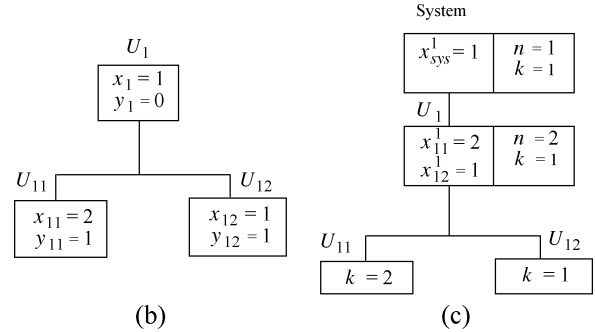 U₁
x₁ = 1
y₁ = 0
U₁₁
x₁₁ = 2
y₁₁ = 1
U₁₂
x₁₂ = 1
y₁₂ = 1
(b)
System
x¹sys = 1
n = 1
k = 1
U₁
x¹₁₁ = 2
x¹₁₂ = 1
n = 2
k = 1
U₁₁
k = 2
U₁₂
k = 1
(c)